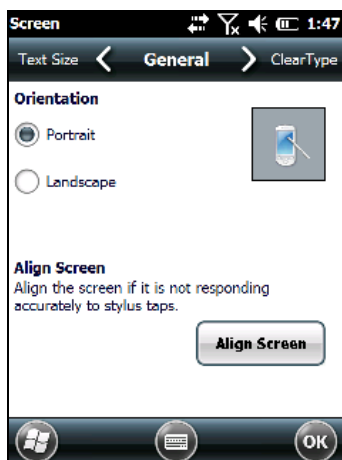 Screen 1:47
Text Size General ClearType
Orientation
Portrait
Landscape
Align Screen
Align the screen if it is not responding
accurately to stylus taps.
Align Screen
OK